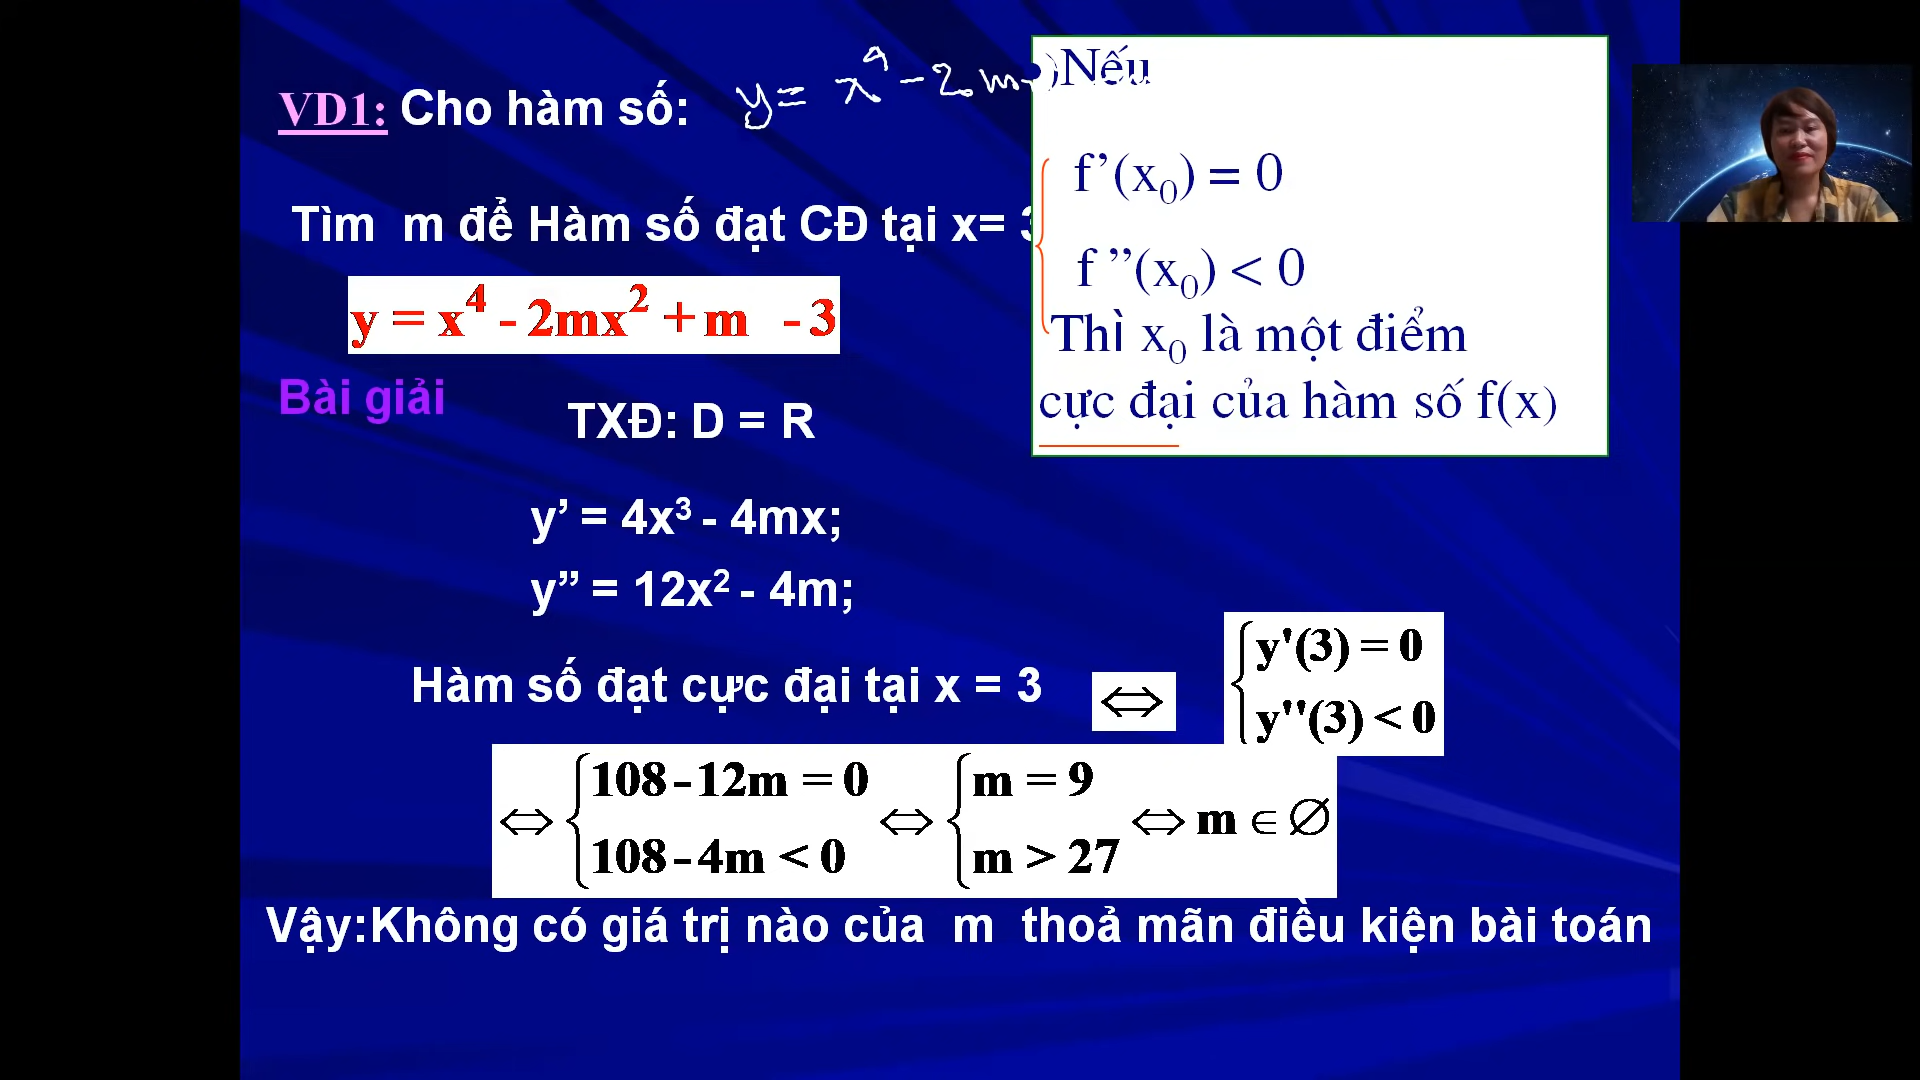 VD1: Cho hàm số: y = x⁴ - 2m
Tìm m để Hàm số đạt CĐ tại x= 3
y = x⁴ - 2mx² + m - 3
Bài giải
TXĐ: D = R
y’ = 4x³ - 4mx;
y” = 12x² - 4m;
)Nếu
f’(x₀) = 0
f ”(x₀) < 0
Thì x₀ là một điểm
cực đại của hàm số f(x)
Hàm số đạt cực đại tại x = 3 ⇔ { y'(3) = 0
y''(3) < 0
⇔ { 108 - 12m = 0 ⇔ { m = 9 ⇔ m ∈ ∅
108 - 4m < 0 m > 27
Vậy:Không có giá trị nào của m thoả mãn điều kiện bài toán